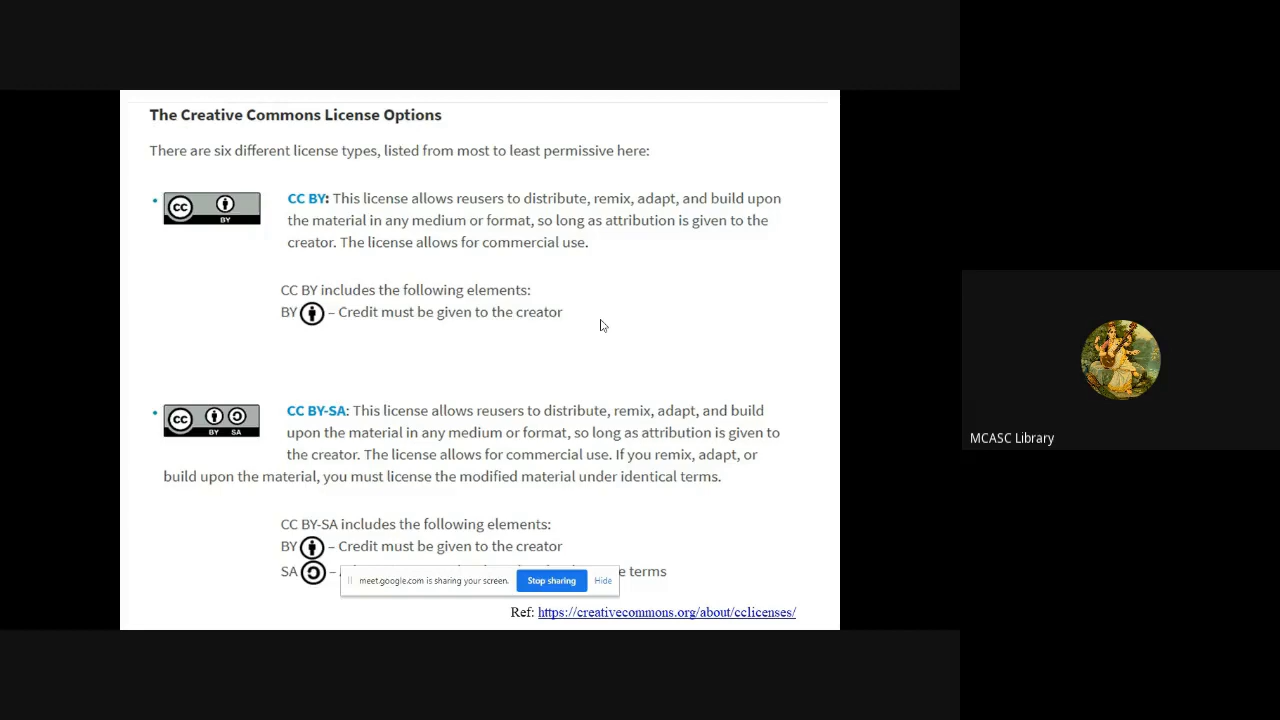 The Creative Commons License Options
There are six different license types, listed from most to least permissive here:
CC BY
CC BY: This license allows reusers to distribute, remix, adapt, and build upon
the material in any medium or format, so long as attribution is given to the
creator. The license allows for commercial use.
CC BY includes the following elements:
BY – Credit must be given to the creator
CC BY SA
CC BY-SA: This license allows reusers to distribute, remix, adapt, and build
upon the material in any medium or format, so long as attribution is given to
the creator. The license allows for commercial use. If you remix, adapt, or
build upon the material, you must license the modified material under identical terms.
CC BY-SA includes the following elements:
BY – Credit must be given to the creator
SA – terms
meet.google.com is sharing your screen. Stop sharing Hide
Ref: https://creativecommons.org/about/cclicenses/
MCASC Library